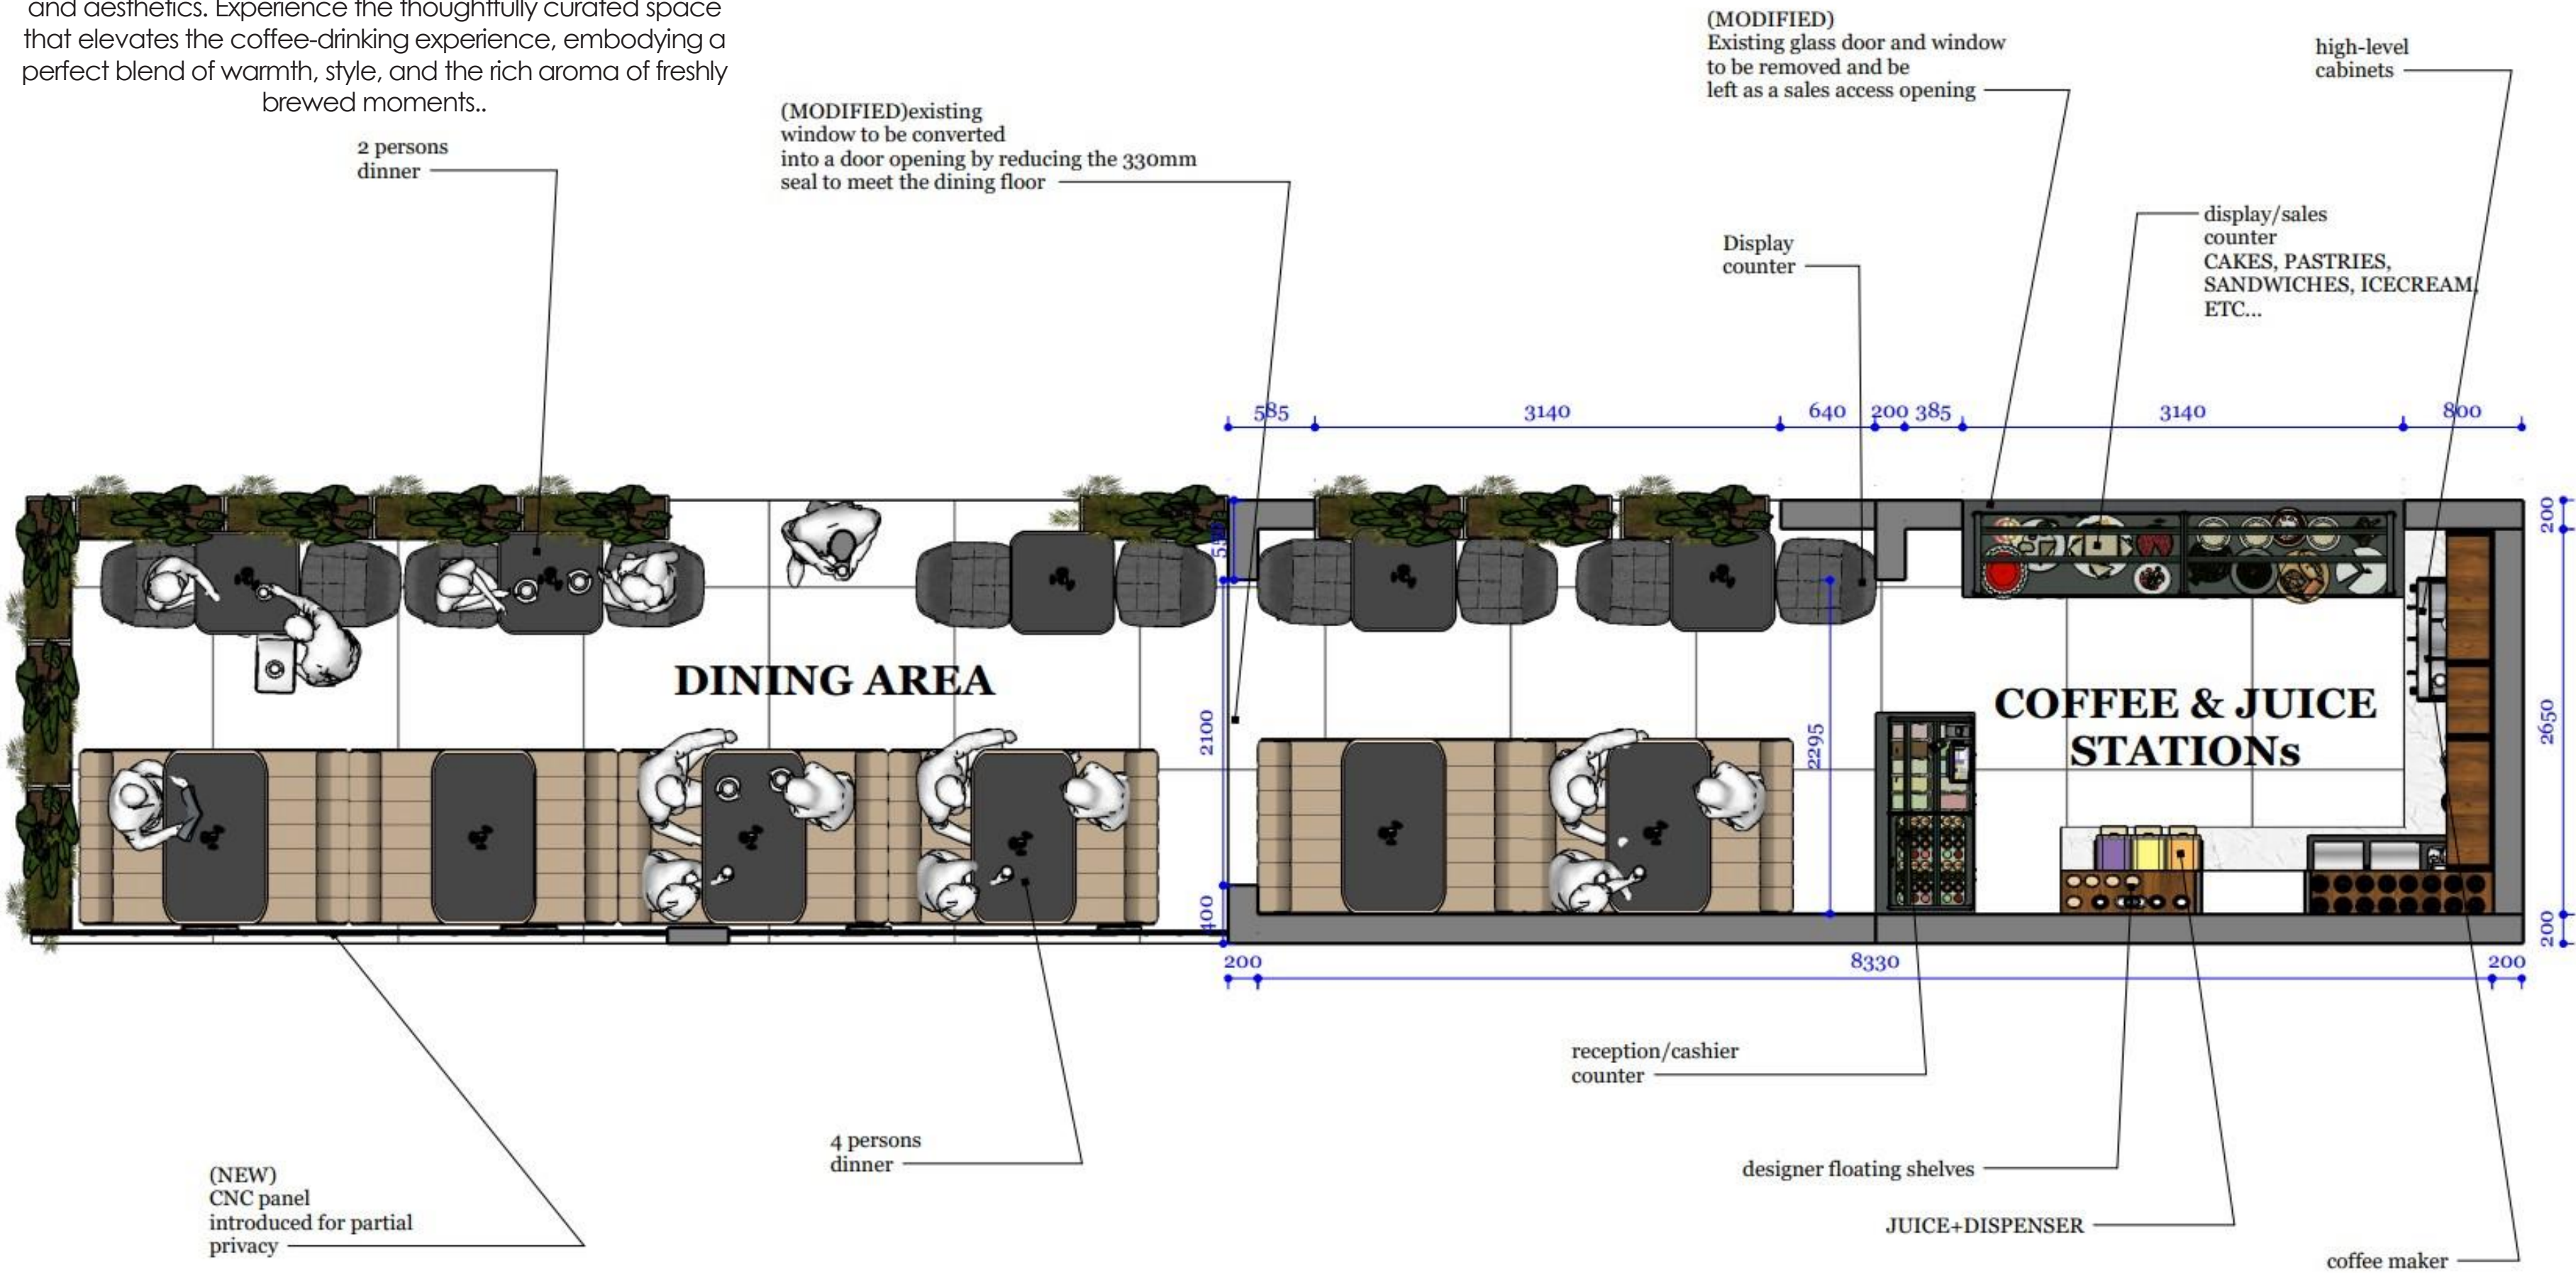 and aesthetics. Experience the thoughtfully curated space
that elevates the coffee-drinking experience, embodying a
perfect blend of warmth, style, and the rich aroma of freshly
brewed moments..
2 persons
dinner
(MODIFIED)existing
window to be converted
into a door opening by reducing the 330mm
seal to meet the dining floor
(MODIFIED)
Existing glass door and window
to be removed and be
left as a sales access opening
high-level
cabinets
Display
counter
display/sales
counter
CAKES, PASTRIES,
SANDWICHES, ICECREAM,
ETC...
585
3140
640
200
385
3140
800
200
DINING AREA
COFFEE & JUICE
STATIONs
2100
2295
2650
400
200
200
8330
200
reception/cashier
counter
4 persons
dinner
designer floating shelves
(NEW)
CNC panel
introduced for partial
privacy
JUICE+DISPENSER
coffee maker